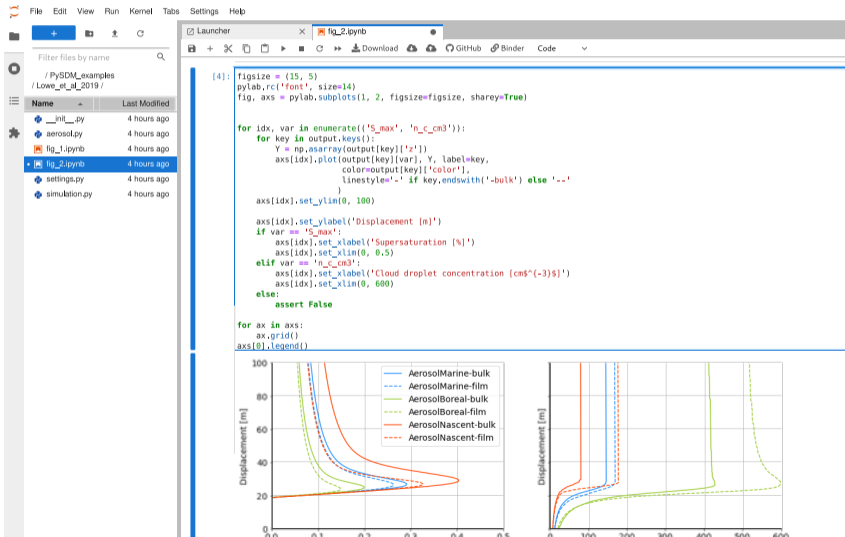 File Edit View Run Kernel Tabs Settings Help
+
Filter files by name
/ PySDM_examples
/ Lowe_et_al_2019 /
Name Last Modified
__init__.py 4 hours ago
aerosol.py 4 hours ago
fig_1.ipynb 4 hours ago
fig_2.ipynb 4 hours ago
settings.py 4 hours ago
simulation.py 4 hours ago
Launcher
fig_2.ipynb
Download GitHub Binder Code
[4]:
figsize = (15, 5)
pylab.rc('font', size=14)
fig, axs = pylab.subplots(1, 2, figsize=figsize, sharey=True)
for idx, var in enumerate(('S_max', 'n_c_cm3')):
for key in output.keys():
Y = np.asarray(output[key]['z'])
axs[idx].plot(output[key][var], Y, label=key,
color=output[key]['color'],
linestyle='-' if key.endswith('-bulk') else '--'
)
axs[idx].set_ylim(0, 100)
axs[idx].set_ylabel('Displacement [m]')
if var == 'S_max':
axs[idx].set_xlabel('Supersaturation [%]')
axs[idx].set_xlim(0, 0.5)
elif var == 'n_c_cm3':
axs[idx].set_xlabel('Cloud droplet concentration [cm$^{-3}$]')
axs[idx].set_xlim(0, 600)
else:
assert False
for ax in axs:
ax.grid()
axs[0].legend()
100
80
60
40
20
0
Displacement [m]
0.0 0.1 0.2 0.3 0.4 0.5
AerosolMarine-bulk
AerosolMarine-film
AerosolBoreal-bulk
AerosolBoreal-film
AerosolNascent-bulk
AerosolNascent-film
Displacement [m]
0 100 200 300 400 500 600